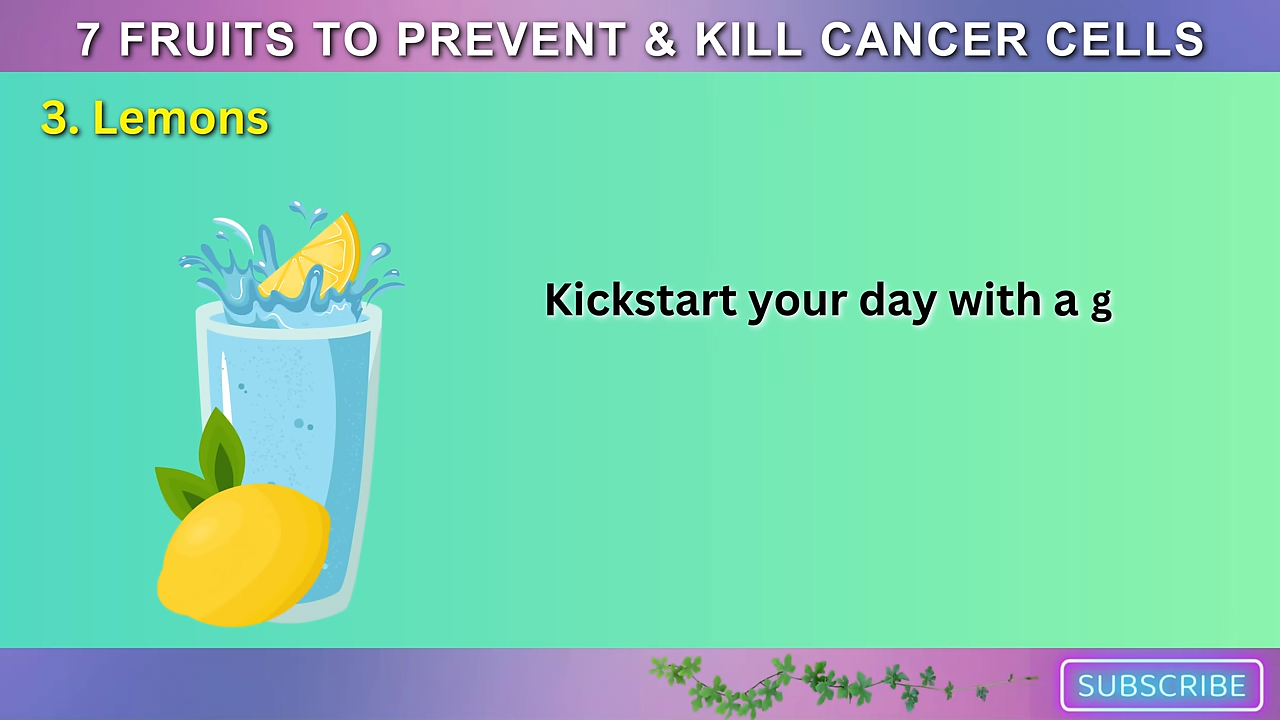 7 FRUITS TO PREVENT & KILL CANCER CELLS
3. Lemons
Kickstart your day with a g
SUBSCRIBE